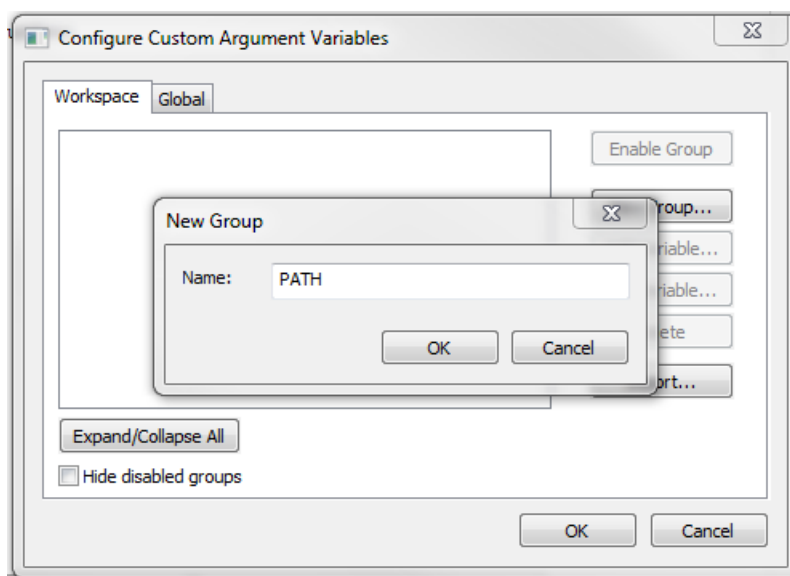 Configure Custom Argument Variables
Workspace
Global
Enable Group
New Group
Name:
PATH
OK
Cancel
Expand/Collapse All
Hide disabled groups
OK
Cancel